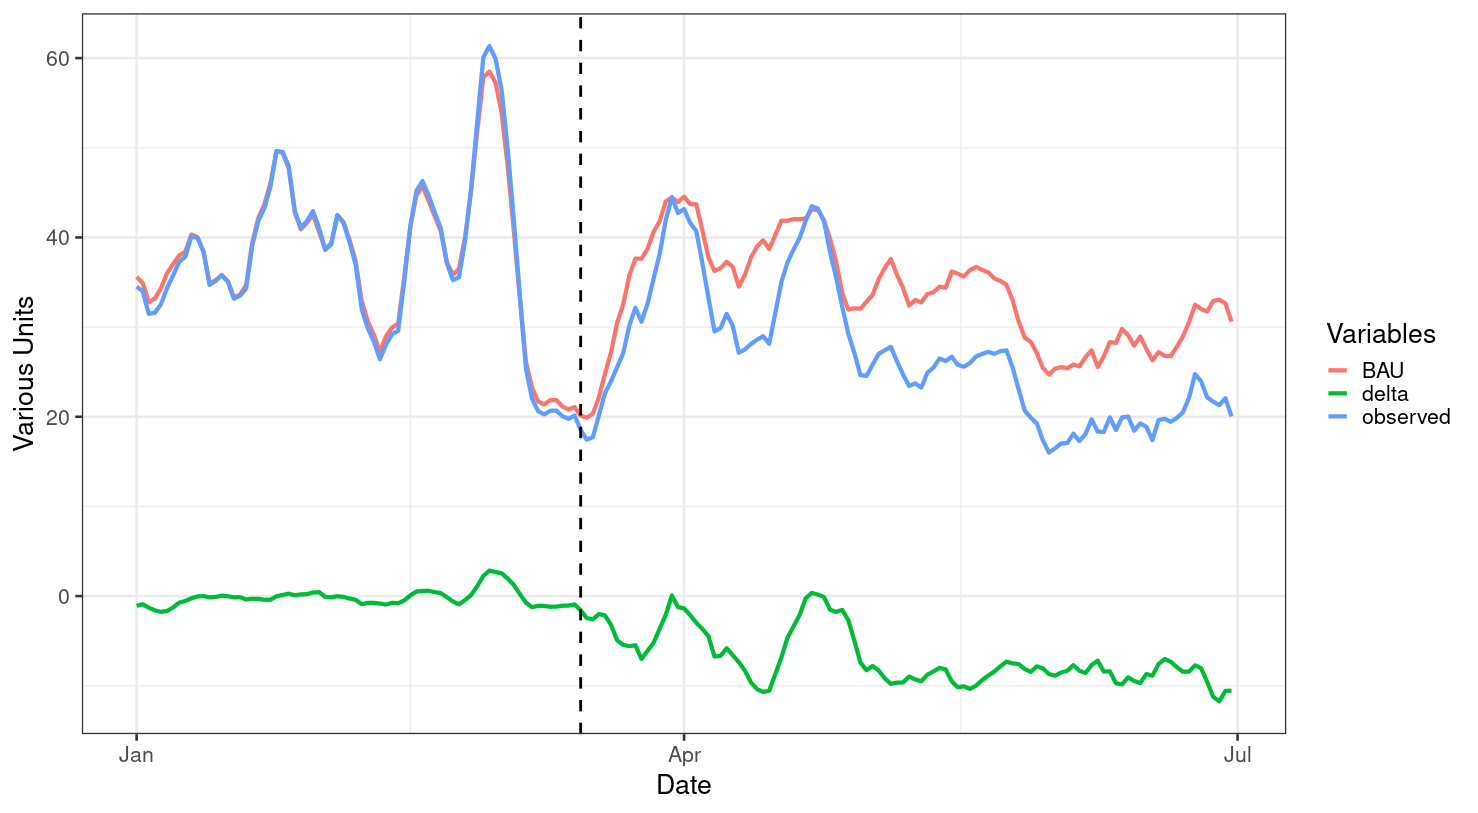 60
40
20
0
Various Units
Jan
Apr
Jul
Date
Variables
BAU
delta
observed